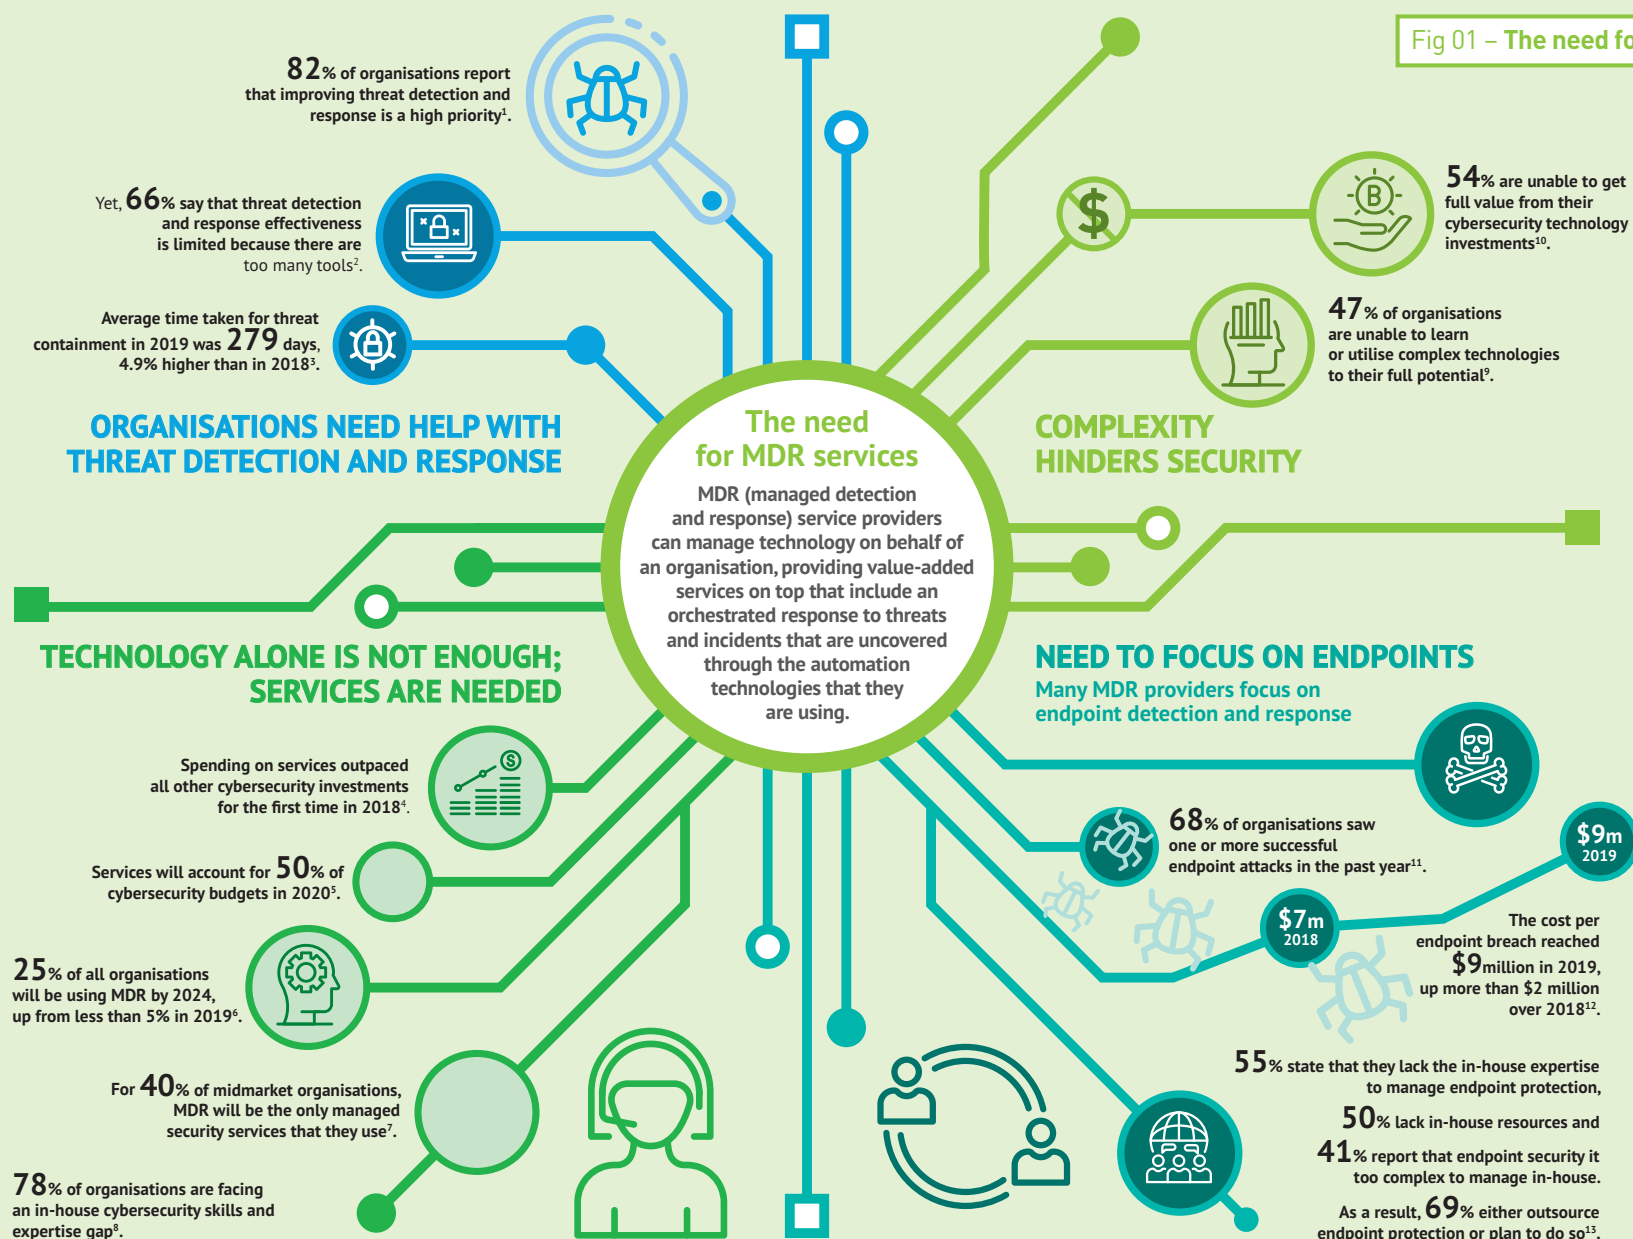 Fig 01 – The need fo
82% of organisations report
that improving threat detection and
response is a high priority¹.
Yet, 66% say that threat detection
and response effectiveness
is limited because there are
too many tools².
Average time taken for threat
containment in 2019 was 279 days,
4.9% higher than in 2018³.
ORGANISATIONS NEED HELP WITH
THREAT DETECTION AND RESPONSE
$
B
54% are unable to get
full value from their
cybersecurity technology
investments¹⁰.
47% of organisations
are unable to learn
or utilise complex technologies
to their full potential⁹.
COMPLEXITY
HINDERS SECURITY
The need
for MDR services
MDR (managed detection
and response) service providers
can manage technology on behalf of
an organisation, providing value-added
services on top that include an
orchestrated response to threats
and incidents that are uncovered
through the automation
technologies that they
are using.
TECHNOLOGY ALONE IS NOT ENOUGH;
SERVICES ARE NEEDED
Spending on services outpaced
all other cybersecurity investments
for the first time in 2018⁴.
$
Services will account for 50% of
cybersecurity budgets in 2020⁵.
25% of all organisations
will be using MDR by 2024,
up from less than 5% in 2019⁶.
For 40% of midmarket organisations,
MDR will be the only managed
security services that they use⁷.
78% of organisations are facing
an in-house cybersecurity skills and
expertise gap⁸.
NEED TO FOCUS ON ENDPOINTS
Many MDR providers focus on
endpoint detection and response
68% of organisations saw
one or more successful
endpoint attacks in the past year¹¹.
$9m
2019
$7m
2018
The cost per
endpoint breach reached
$9million in 2019,
up more than $2 million
over 2018¹².
55% state that they lack the in-house expertise
to manage endpoint protection,
50% lack in-house resources and
41% report that endpoint security it
too complex to manage in-house.
As a result, 69% either outsource
endpoint protection or plan to do so¹³.